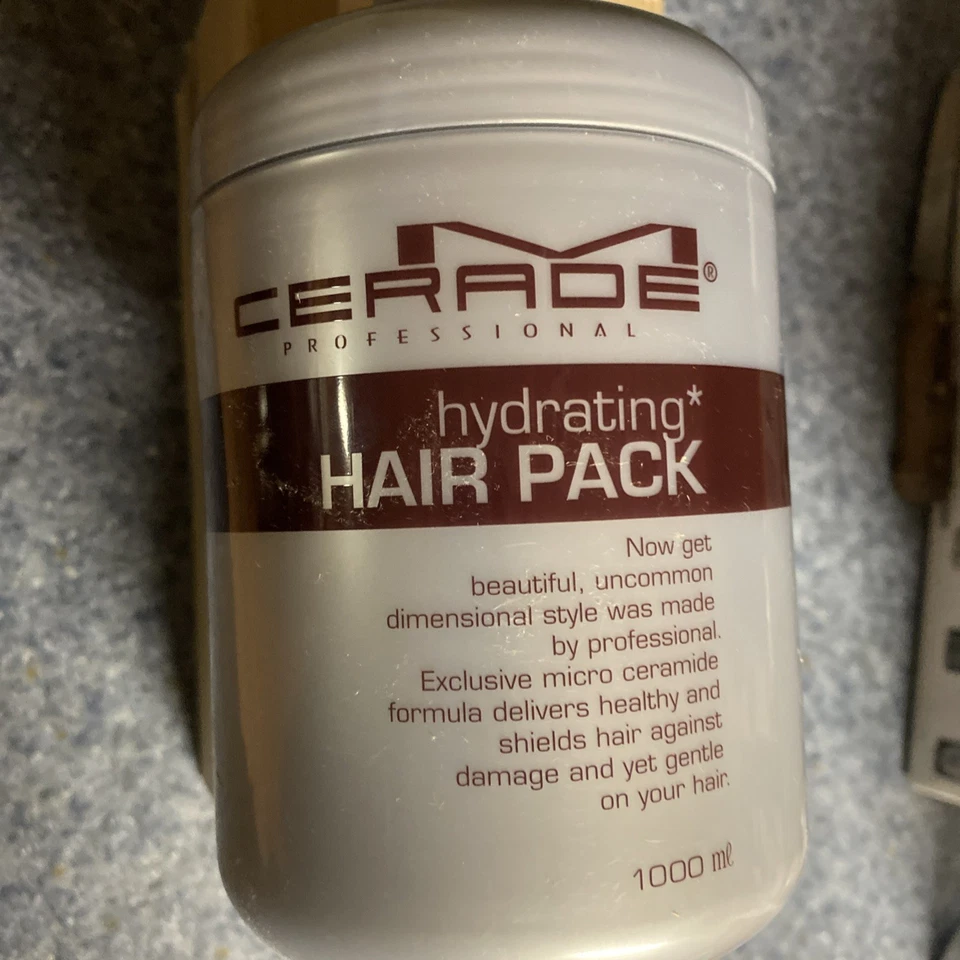 CERADE®
PROFESSIONAL
hydrating*
HAIR PACK
Now get
beautiful, uncommon
dimensional style was made
by professional.
Exclusive micro ceramide
formula delivers healthy and
shields hair against
damage and yet gentle
on your hair.
1000 ㎖